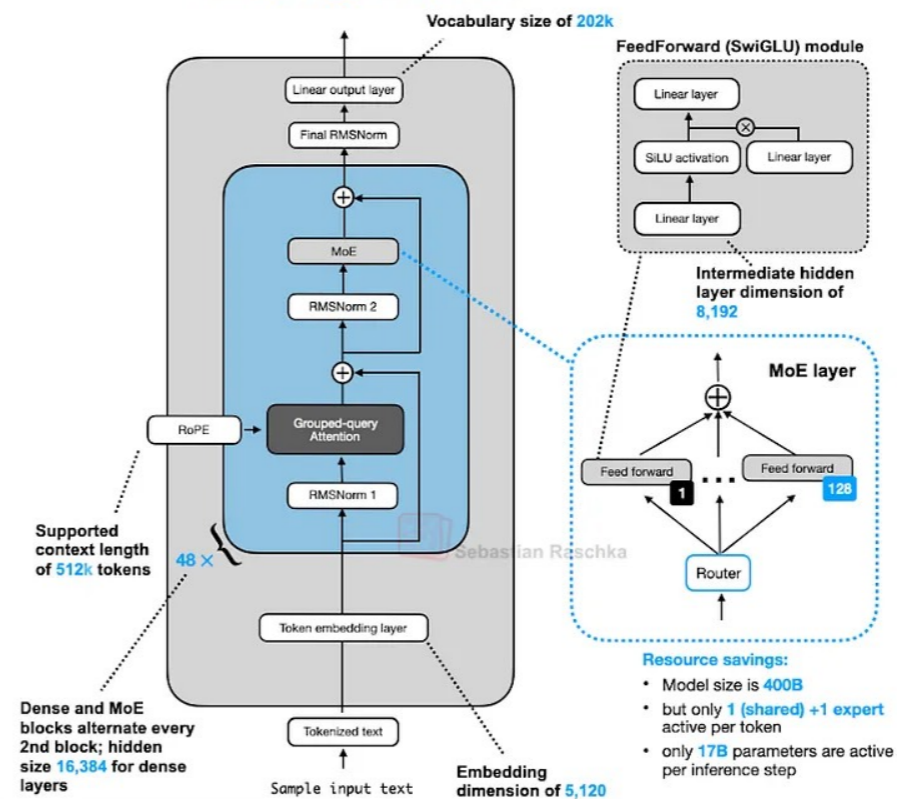 Vocabulary size of 202k
FeedForward (SwiGLU) module
Linear output layer
Linear layer
Final RMSNorm
SiLU activation
Linear layer
Linear layer
MoE
Intermediate hidden
layer dimension of
8,192
RMSNorm 2
MoE layer
RoPE
Grouped-query
Attention
Feed forward
1
Feed forward
128
RMSNorm 1
Supported
context length
of 512k tokens
48 ×
Sebastian Raschka
Router
Token embedding layer
Resource savings:
• Model size is 400B
• but only 1 (shared) +1 expert
active per token
• only 17B parameters are active
per inference step
Dense and MoE
blocks alternate every
2nd block; hidden
size 16,384 for dense
layers
Tokenized text
Sample input text
Embedding
dimension of 5,120